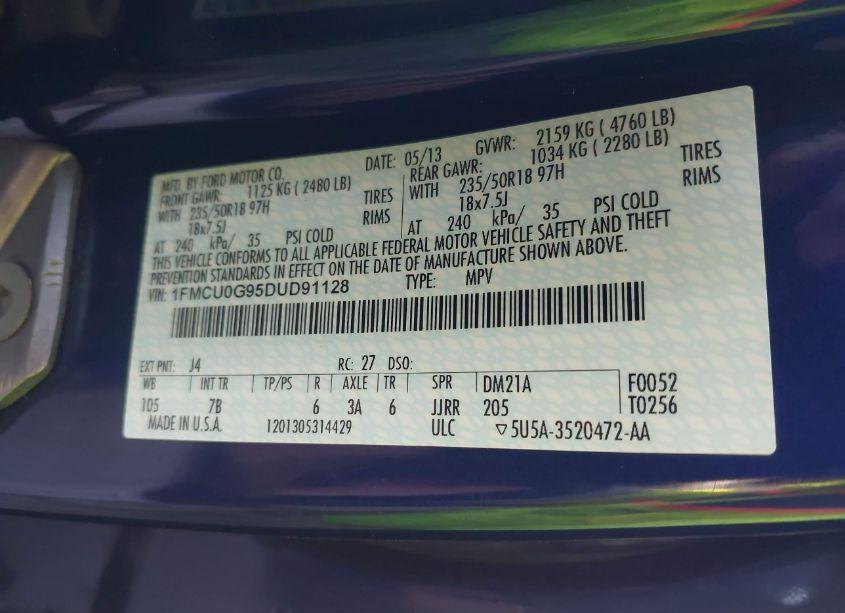 MFD. BY FORD MOTOR CO. DATE: 05/13 GVWR: 2159 KG ( 4760 LB)
FRONT GAWR: 1125 KG ( 2480 LB) REAR GAWR: 1034 KG ( 2280 LB)
WITH 235/50R18 97H TIRES WITH 235/50R18 97H TIRES
18x7.5J RIMS 18x7.5J RIMS
AT 240 kPa/ 35 PSI COLD AT 240 kPa/ 35 PSI COLD
THIS VEHICLE CONFORMS TO ALL APPLICABLE FEDERAL MOTOR VEHICLE SAFETY AND THEFT
PREVENTION STANDARDS IN EFFECT ON THE DATE OF MANUFACTURE SHOWN ABOVE.
VIN: 1FMCU0G95DUD91128 TYPE: MPV
EXT PNT: J4 RC: 27 DSO:
WB INT TR TP/PS R AXLE TR SPR DM21A F0052
105 7B 6 3A 6 JJRR 205 T0256
MADE IN U.S.A. 1201305314429 ULC ▽5U5A-3520472-AA